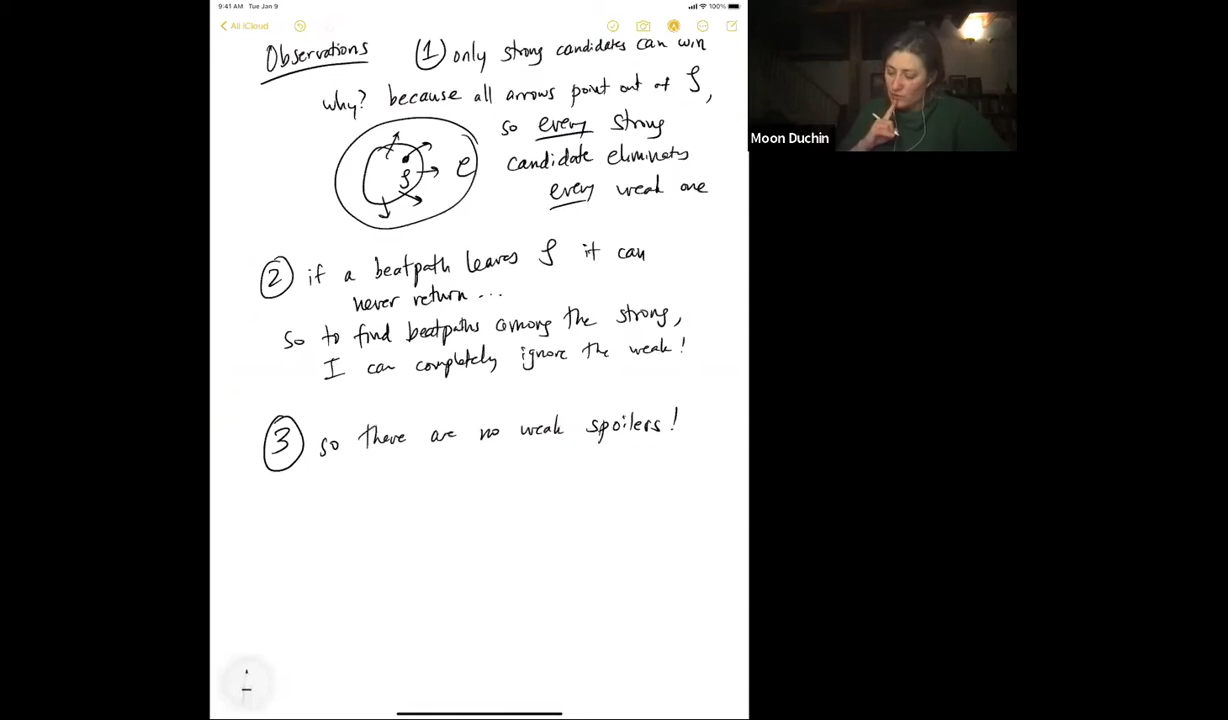 9:41 AM Tue Jan 9
100%
All iCloud
Observations (1) only strong candidates can win
why? because all arrows point out of S,
so every strong
candidate eliminates
every weak one
S C
(2) if a beatpath leaves S it can
never return ...
so to find beatpaths among the strong,
I can completely ignore the weak!
(3) so there are no weak spoilers!
Moon Duchin